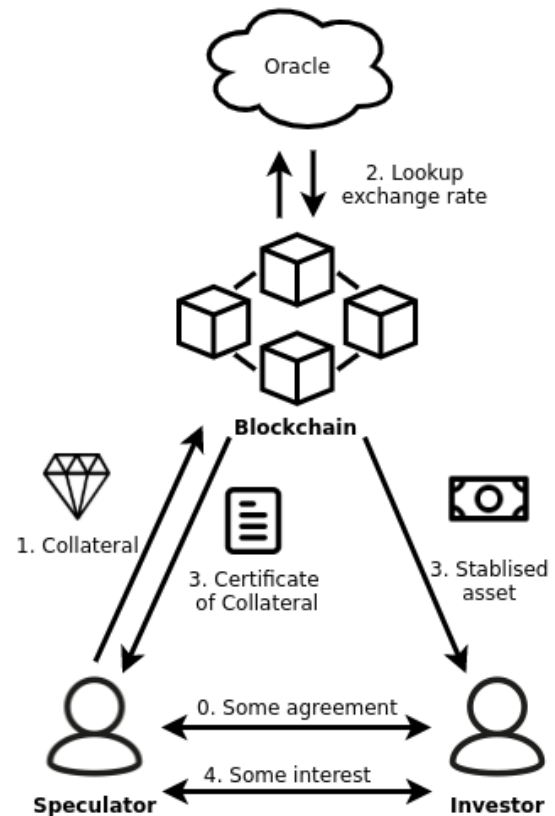 Oracle
2. Lookup
exchange rate
Blockchain
1. Collateral
3. Certificate
of Collateral
3. Stablised
asset
0. Some agreement
4. Some interest
Speculator
Investor